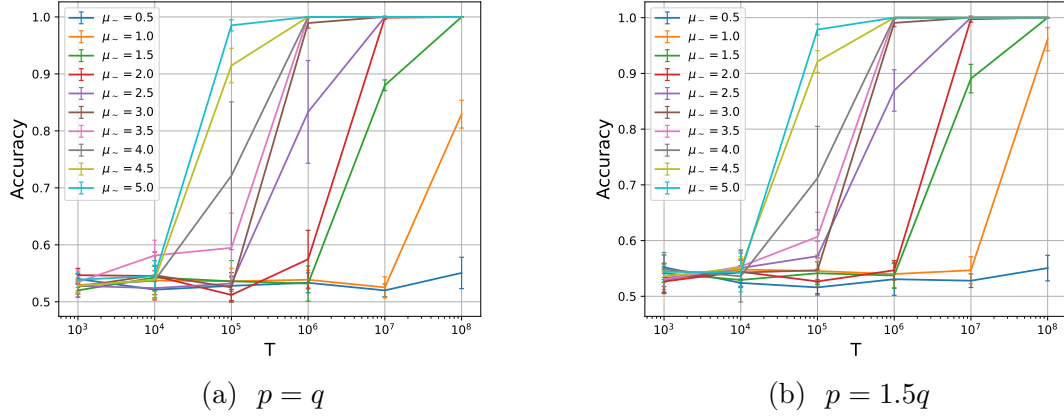 Accuracy
1.0
0.9
0.8
0.7
0.6
0.5
μ~ = 0.5
μ~ = 1.0
μ~ = 1.5
μ~ = 2.0
μ~ = 2.5
μ~ = 3.0
μ~ = 3.5
μ~ = 4.0
μ~ = 4.5
μ~ = 5.0
10³ 10⁴ 10⁵ 10⁶ 10⁷ 10⁸
T
(a) p = q
Accuracy
1.0
0.9
0.8
0.7
0.6
0.5
μ~ = 0.5
μ~ = 1.0
μ~ = 1.5
μ~ = 2.0
μ~ = 2.5
μ~ = 3.0
μ~ = 3.5
μ~ = 4.0
μ~ = 4.5
μ~ = 5.0
10³ 10⁴ 10⁵ 10⁶ 10⁷ 10⁸
T
(b) p = 1.5q